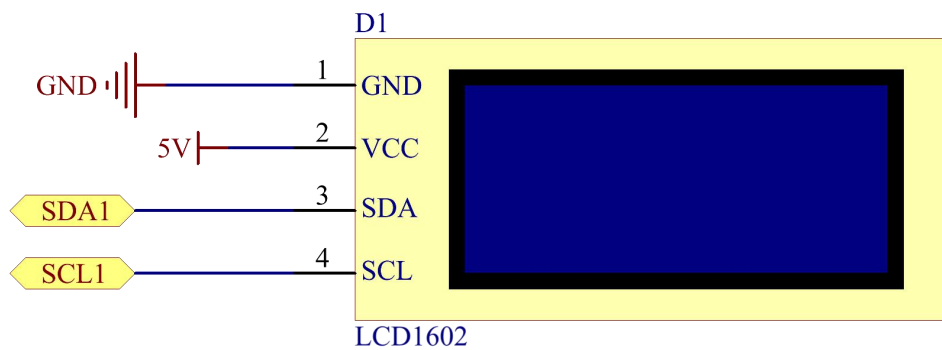 D1
GND 1 GND
5V 2 VCC
SDA1 3 SDA
SCL1 4 SCL
LCD1602